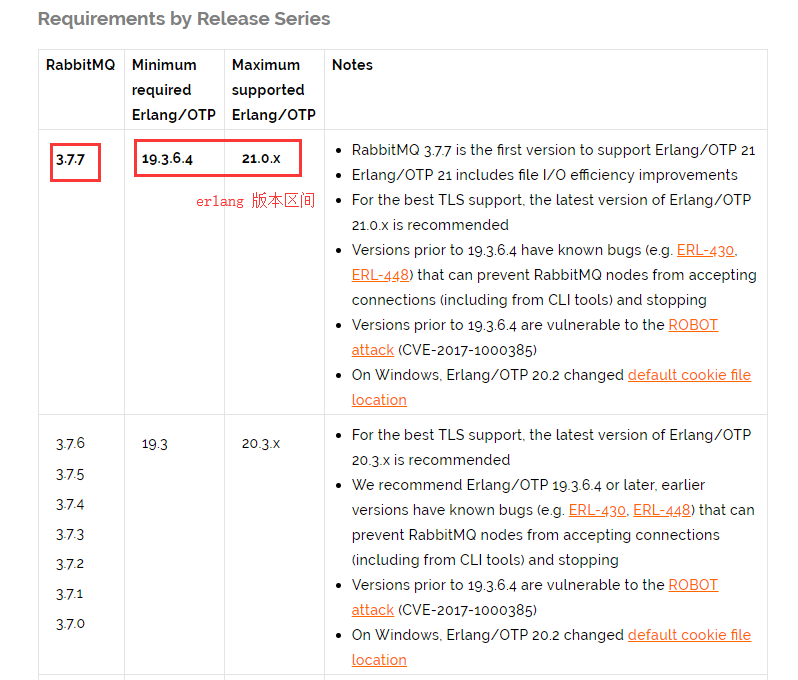 Requirements by Release Series
RabbitMQ
Minimum
required
Erlang/OTP
Maximum
supported
Erlang/OTP
Notes
3.7.7
19.3.6.4
21.0.x
erlang 版本区间
• RabbitMQ 3.7.7 is the first version to support Erlang/OTP 21
• Erlang/OTP 21 includes file I/O efficiency improvements
• For the best TLS support, the latest version of Erlang/OTP
21.0.x is recommended
• Versions prior to 19.3.6.4 have known bugs (e.g. ERL-430,
ERL-448) that can prevent RabbitMQ nodes from accepting
connections (including from CLI tools) and stopping
• Versions prior to 19.3.6.4 are vulnerable to the ROBOT
attack (CVE-2017-1000385)
• On Windows, Erlang/OTP 20.2 changed default cookie file
location
3.7.6
3.7.5
3.7.4
3.7.3
3.7.2
3.7.1
3.7.0
19.3
20.3.x
• For the best TLS support, the latest version of Erlang/OTP
20.3.x is recommended
• We recommend Erlang/OTP 19.3.6.4 or later, earlier
versions have known bugs (e.g. ERL-430, ERL-448) that can
prevent RabbitMQ nodes from accepting connections
(including from CLI tools) and stopping
• Versions prior to 19.3.6.4 are vulnerable to the ROBOT
attack (CVE-2017-1000385)
• On Windows, Erlang/OTP 20.2 changed default cookie file
location